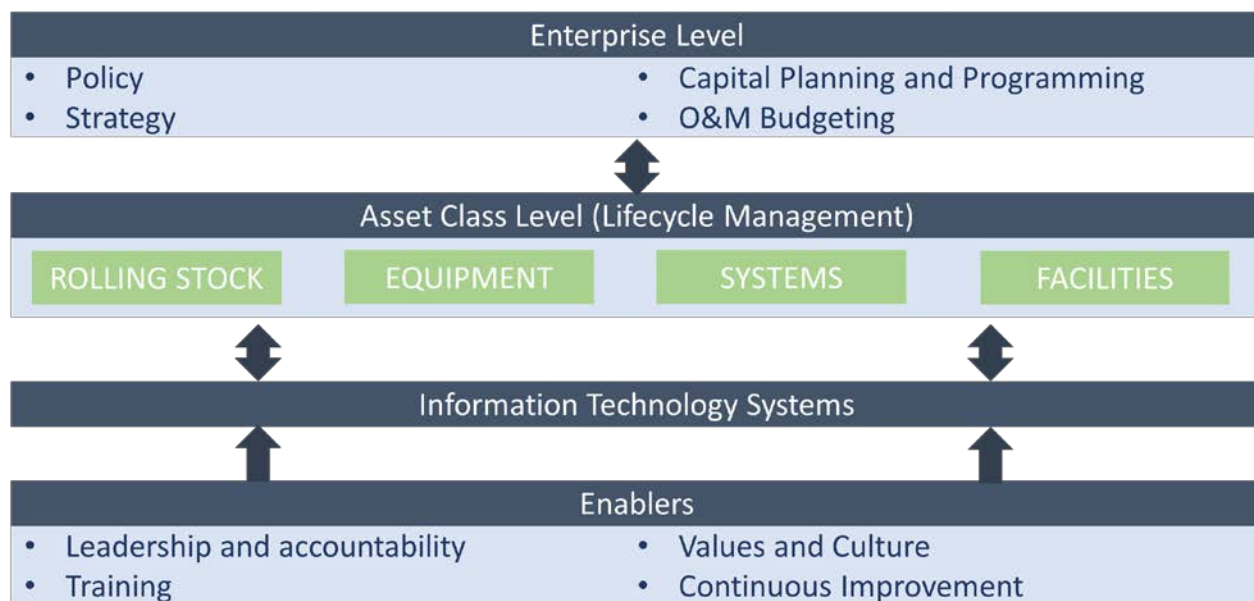 Enterprise Level
• Policy
• Strategy
• Capital Planning and Programming
• O&M Budgeting
Asset Class Level (Lifecycle Management)
ROLLING STOCK
EQUIPMENT
SYSTEMS
FACILITIES
Information Technology Systems
Enablers
• Leadership and accountability
• Training
• Values and Culture
• Continuous Improvement